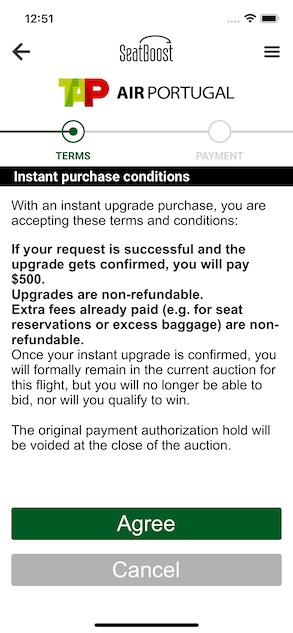 12:51
SeatBoost
TAP AIR PORTUGAL
TERMS
PAYMENT
Instant purchase conditions
With an instant upgrade purchase, you are
accepting these terms and conditions:
If your request is successful and the
upgrade gets confirmed, you will pay
$500.
Upgrades are non-refundable.
Extra fees already paid (e.g. for seat
reservations or excess baggage) are non-
refundable.
Once your instant upgrade is confirmed, you
will formally remain in the current auction for
this flight, but you will no longer be able to
bid, nor will you qualify to win.
The original payment authorization hold will
be voided at the close of the auction.
Agree
Cancel